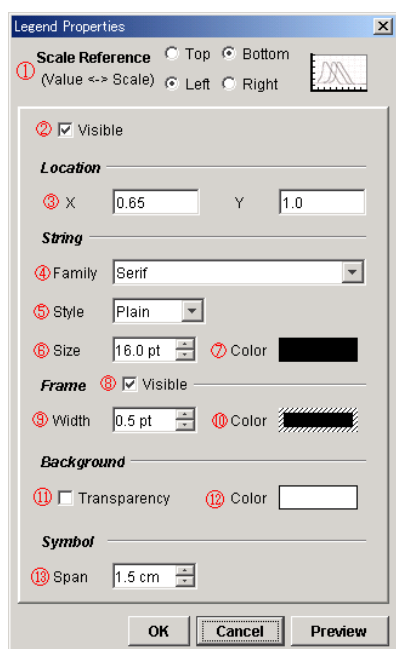 Legend Properties
Scale Reference Top Bottom
① (Value <-> Scale) Left Right
② Visible
Location
③ X 0.65 Y 1.0
String
④ Family Serif
⑤ Style Plain
⑥ Size 16.0 pt ⑦ Color
Frame ⑧ Visible
⑨ Width 0.5 pt ⑩ Color
Background
⑪ Transparency ⑫ Color
Symbol
⑬ Span 1.5 cm
OK Cancel Preview